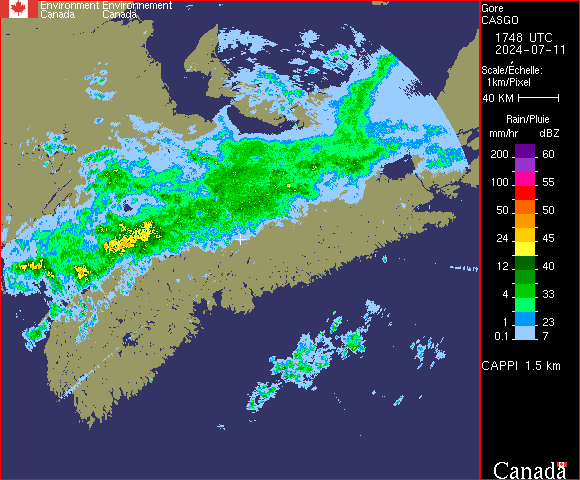 Environment Environnement
Canada Canada
Gore
CASGO
1748 UTC
2024-07-11
Scale/Échelle:
1km/Pixel
40 KM
Rain/Pluie
mm/hr dBZ
200 60
100 55
50 50
24 45
12 40
4 33
1 23
0.1 7
CAPPI 1.5 km
Canada